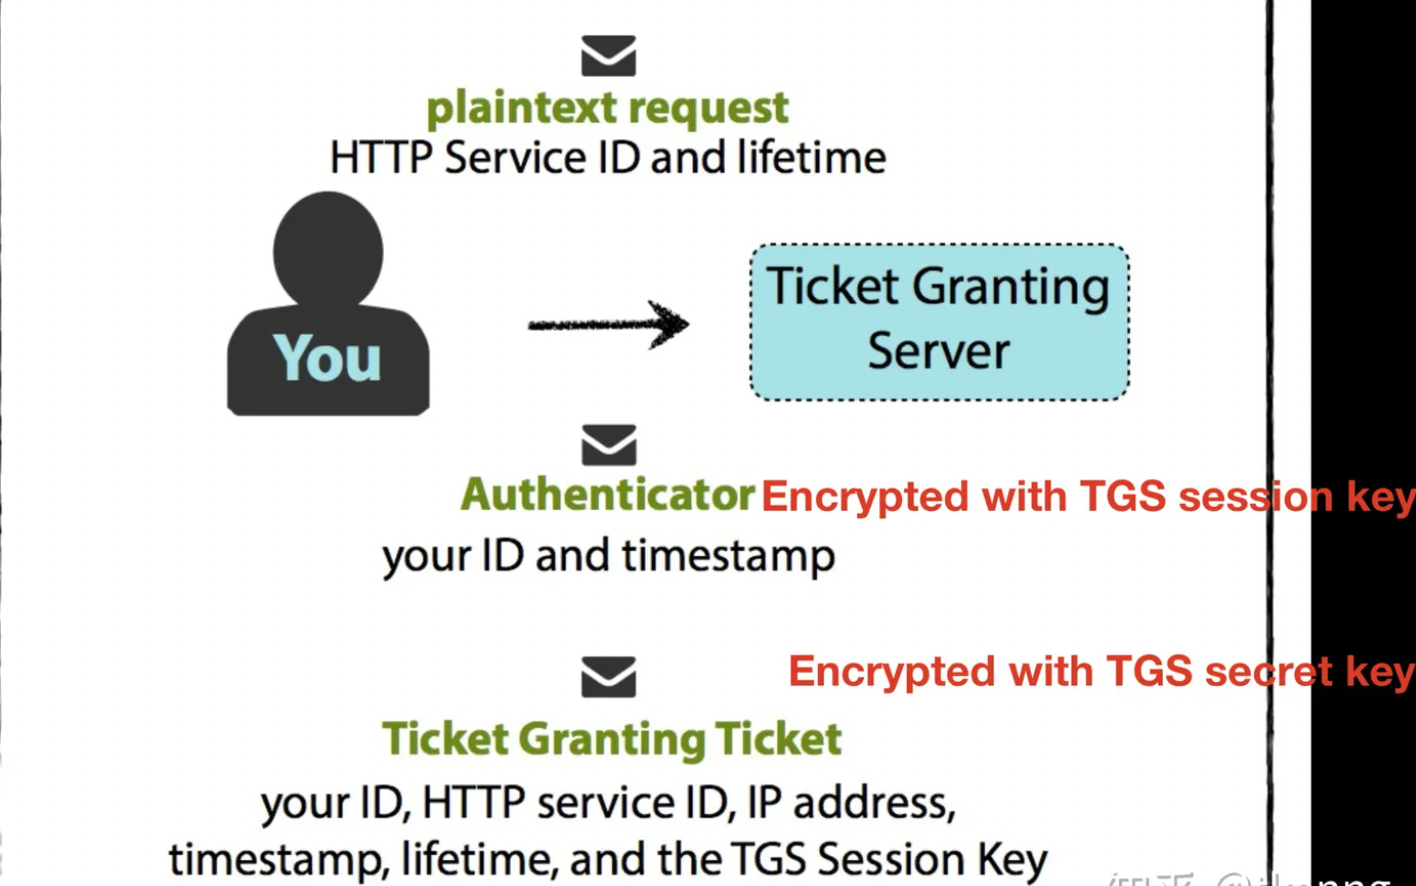 plaintext request
HTTP Service ID and lifetime
You
Ticket Granting
Server
Authenticator Encrypted with TGS session key
your ID and timestamp
Encrypted with TGS secret key
Ticket Granting Ticket
your ID, HTTP service ID, IP address,
timestamp, lifetime, and the TGS Session Key